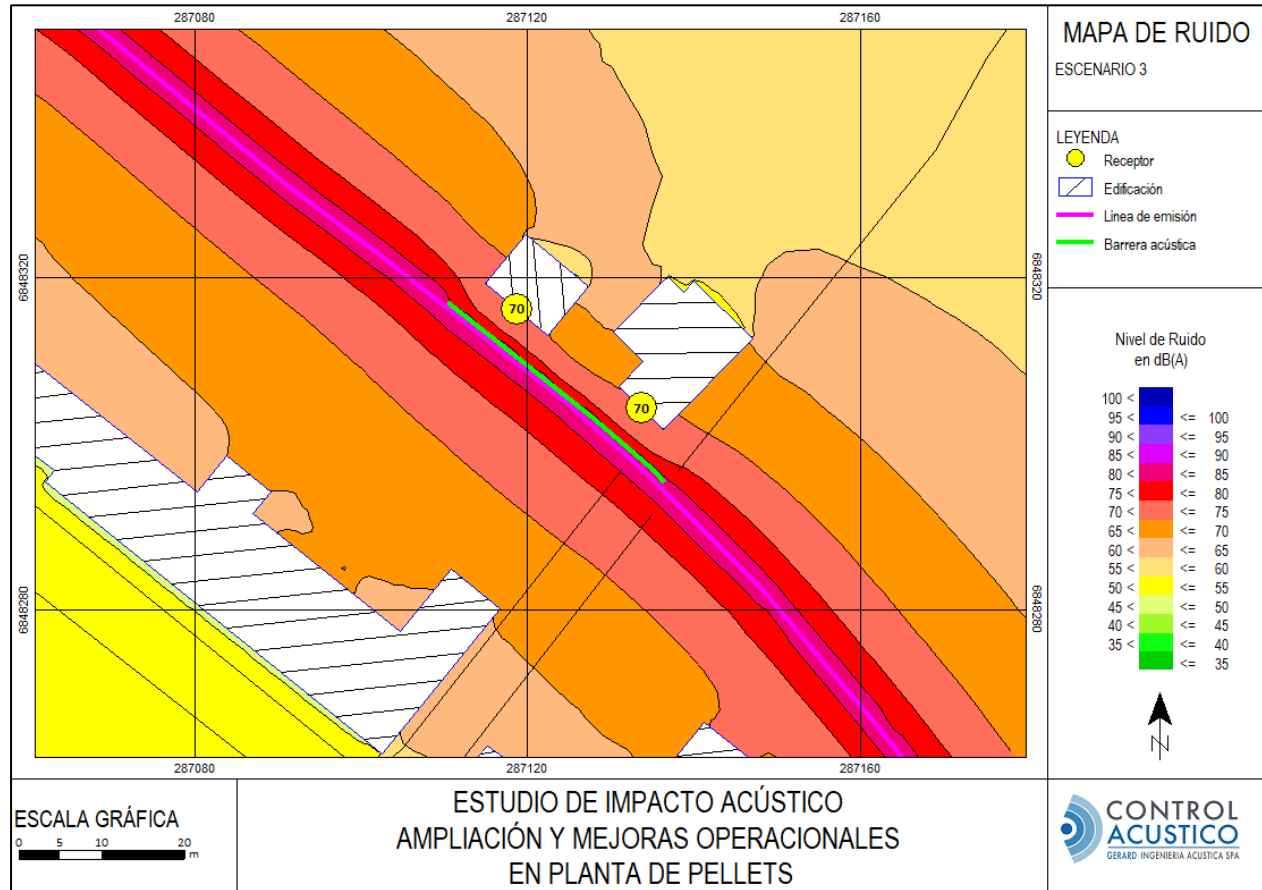 287080
287120
287160
6848320
6848320
6848280
6848280
70
70
287080
287120
287160
MAPA DE RUIDO
ESCENARIO 3
LEYENDA
Receptor
Edificación
Linea de emisión
Barrera acústica
Nivel de Ruido
en dB(A)
100 <
95 < <= 100
90 < <= 95
85 < <= 90
80 < <= 85
75 < <= 80
70 < <= 75
65 < <= 70
60 < <= 65
55 < <= 60
50 < <= 55
45 < <= 50
40 < <= 45
35 < <= 40
<= 35
N
ESCALA GRÁFICA
0 5 10 20
m
ESTUDIO DE IMPACTO ACÚSTICO
AMPLIACIÓN Y MEJORAS OPERACIONALES
EN PLANTA DE PELLETS
CONTROL
ACUSTICO
GERARD INGENIERIA ACUSTICA SPA